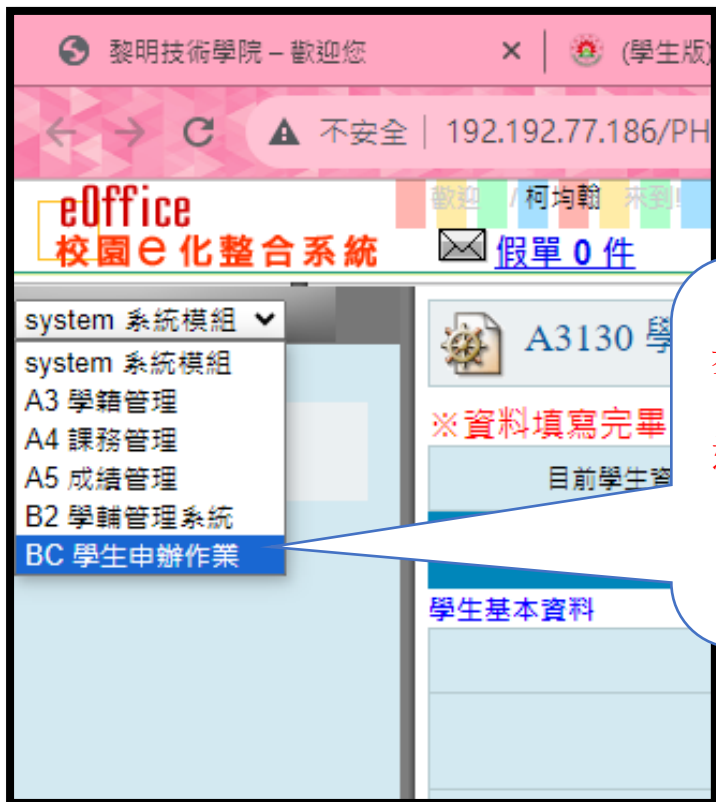 黎明技術學院 – 歡迎您
(學生版)
不安全 | 192.192.77.186/PH
eOffice
校園e化整合系統
歡迎 / 柯均翰 來到!
假單 0 件
system 系統模組
system 系統模組
A3 學籍管理
A4 課務管理
A5 成績管理
B2 學輔管理系統
BC 學生申辦作業
A3130 學
※資料填寫完畢
目前學生資
學生基本資料